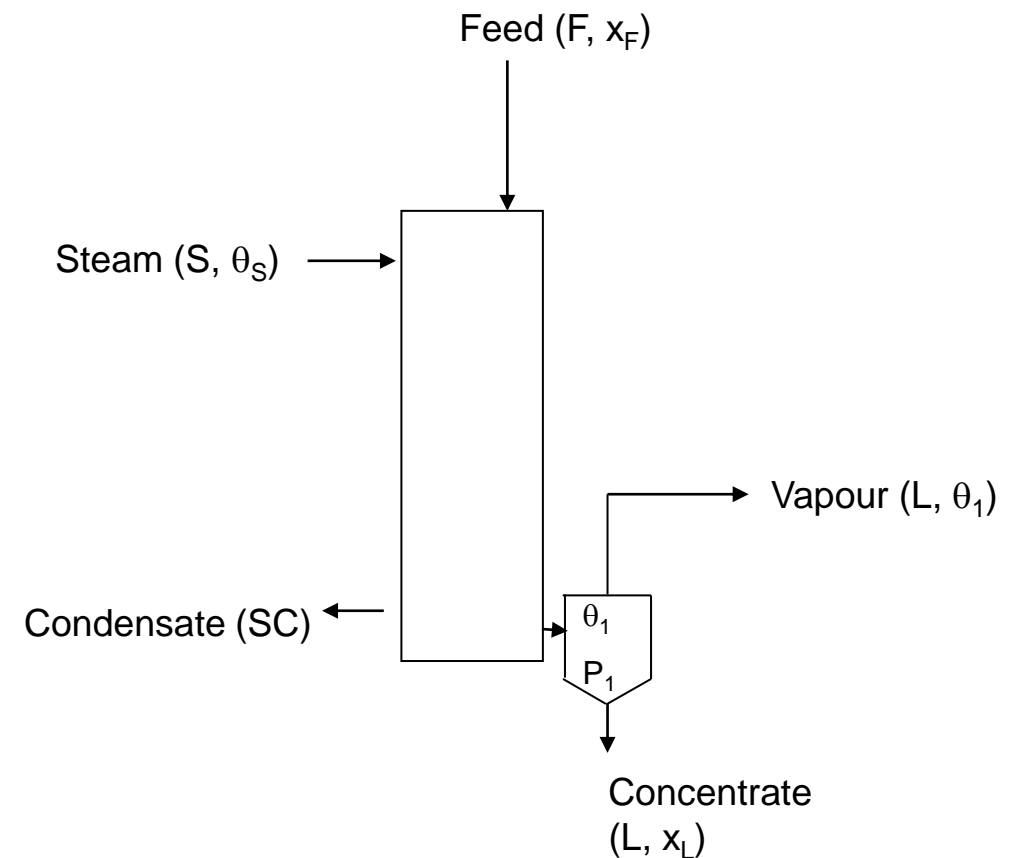 Feed (F, x_F)
Steam (S, θ_S)
Vapour (L, θ_1)
θ_1
Condensate (SC)
P_1
Concentrate
(L, x_L)